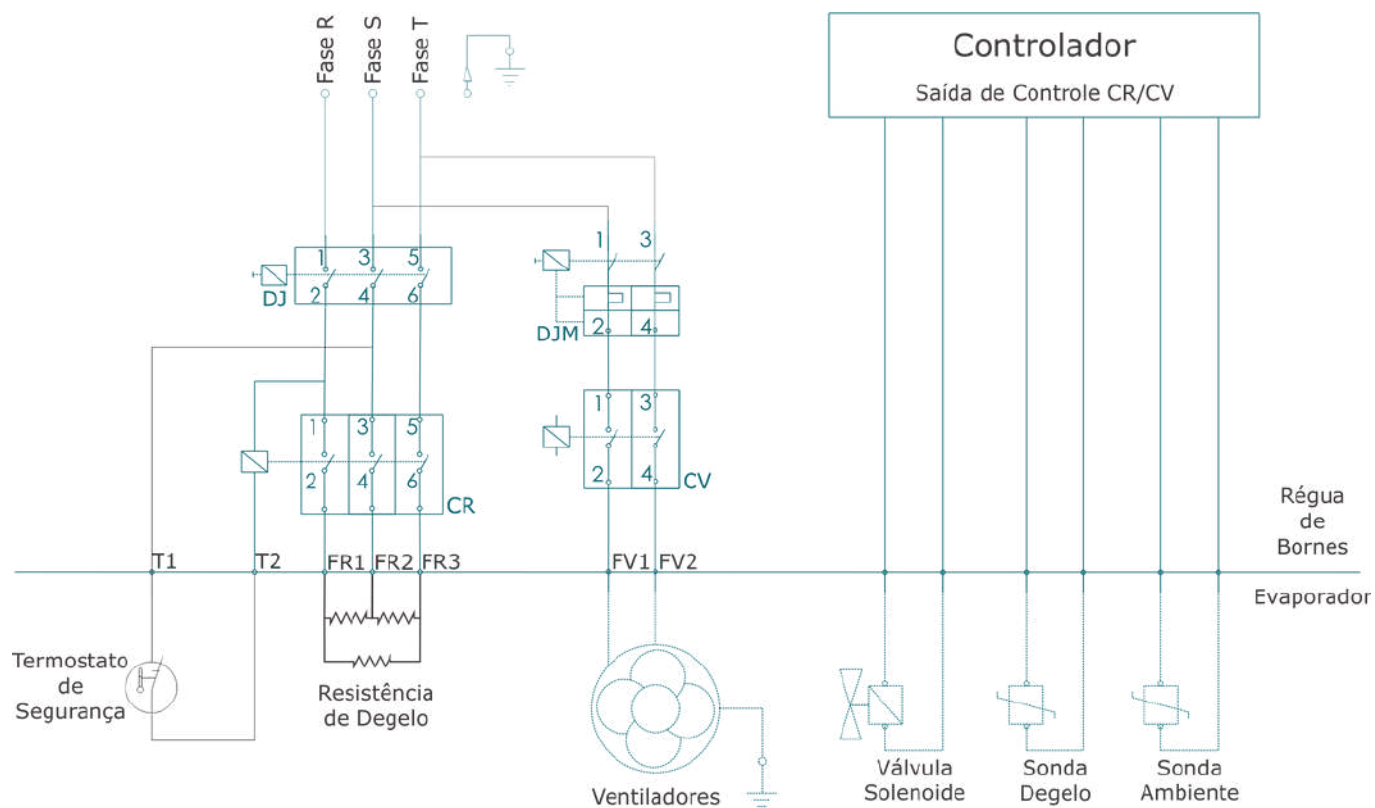 Fase R
Fase S
Fase T
Controlador
Saída de Controle CR/CV
1 3 5
DJ
2 4 6
1 3
DJM
2 4
1 3 5
2 4 6
CR
1 3
2 4
CV
Régua
de
Bornes
T1 T2 FR1 FR2 FR3 FV1 FV2
Evaporador
Termostato
de
Segurança
Resistência
de Degelo
Ventiladores
Válvula
Solenoide
Sonda
Degelo
Sonda
Ambiente